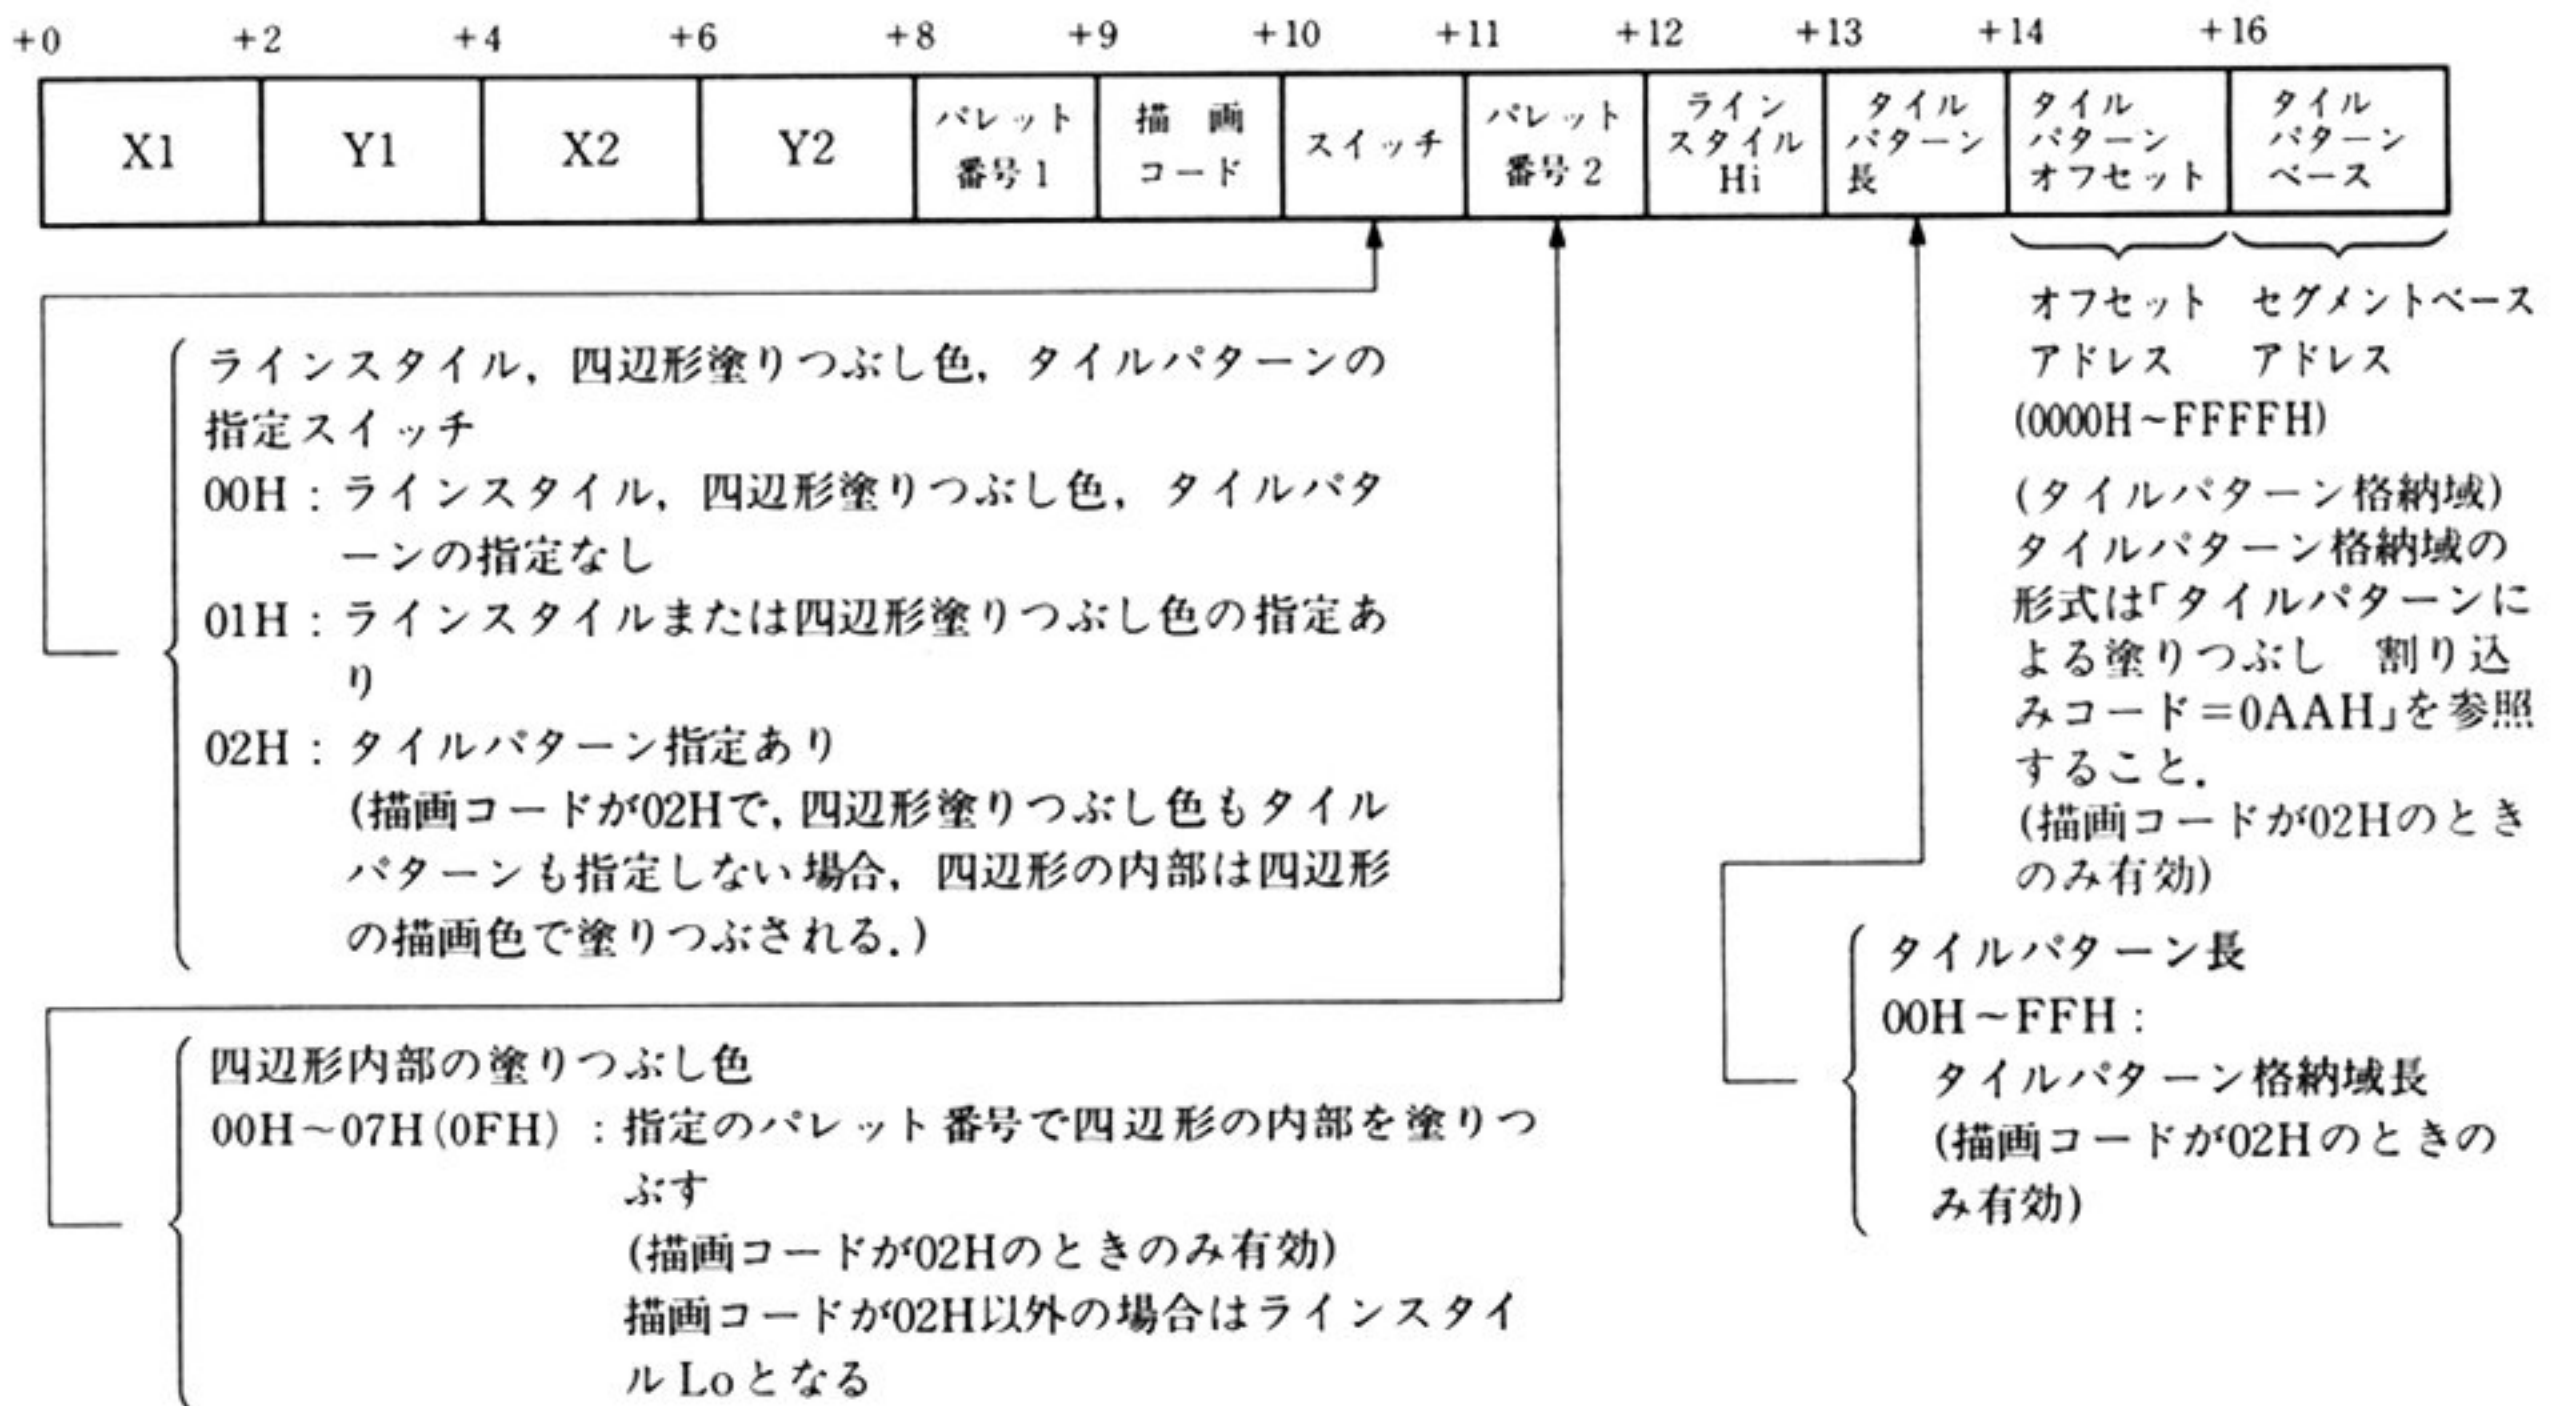 +0 +2 +4 +6 +8 +9 +10 +11 +12 +13 +14 +16
X1
Y1
X2
Y2
パレット
番号1
描 画
コード
スイッチ
パレット
番号2
ライン
スタイル
Hi
タイル
パターン
長
タイル
パターン
オフセット
タイル
パターン
ベース
ラインスタイル,四辺形塗りつぶし色,タイルパターンの
指定スイッチ
00H:ラインスタイル,四辺形塗りつぶし色,タイルパタ
ーンの指定なし
01H:ラインスタイルまたは四辺形塗りつぶし色の指定あ
り
02H:タイルパターン指定あり
(描画コードが02Hで,四辺形塗りつぶし色もタイル
パターンも指定しない場合,四辺形の内部は四辺形
の描画色で塗りつぶされる.)
四辺形内部の塗りつぶし色
00H~07H(0FH):指定のパレット番号で四辺形の内部を塗りつ
ぶす
(描画コードが02Hのときのみ有効)
描画コードが02H以外の場合はラインスタイ
ルLoとなる
オフセット セグメントベース
アドレス アドレス
(0000H~FFFFH)
(タイルパターン格納域)
タイルパターン格納域の
形式は「タイルパターンに
よる塗りつぶし 割り込
みコード=0AAH」を参照
すること.
(描画コードが02Hのとき
のみ有効)
タイルパターン長
00H~FFH:
タイルパターン格納域長
(描画コードが02Hのときの
み有効)